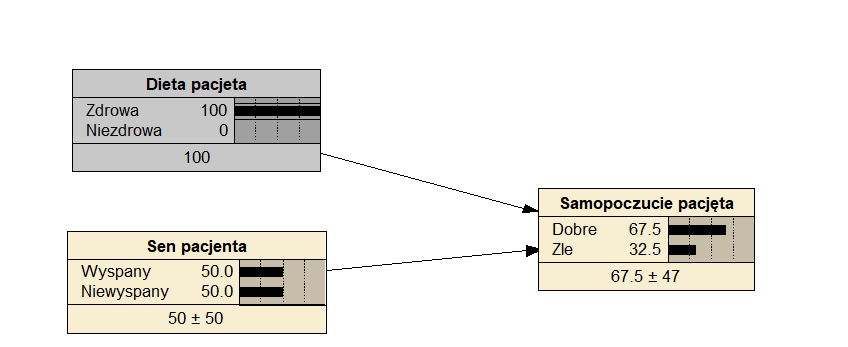 Dieta pacjeta
Zdrowa 100
Niezdrowa 0
100
Sen pacjenta
Wyspany 50.0
Niewyspany 50.0
50 ± 50
Samopoczucie pacjęta
Dobre 67.5
Zle 32.5
67.5 ± 47